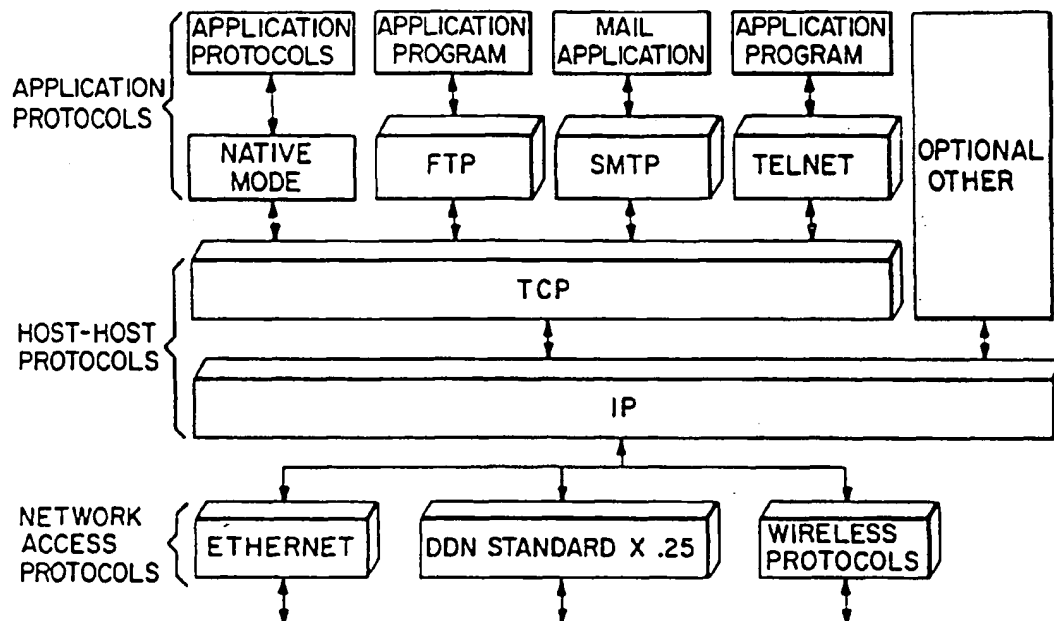 APPLICATION
PROTOCOLS
APPLICATION
PROGRAM
MAIL
APPLICATION
APPLICATION
PROGRAM
APPLICATION
PROTOCOLS
NATIVE
MODE
FTP
SMTP
TELNET
OPTIONAL
OTHER
TCP
HOST-HOST
PROTOCOLS
IP
NETWORK
ACCESS
PROTOCOLS
ETHERNET
DDN STANDARD X .25
WIRELESS
PROTOCOLS